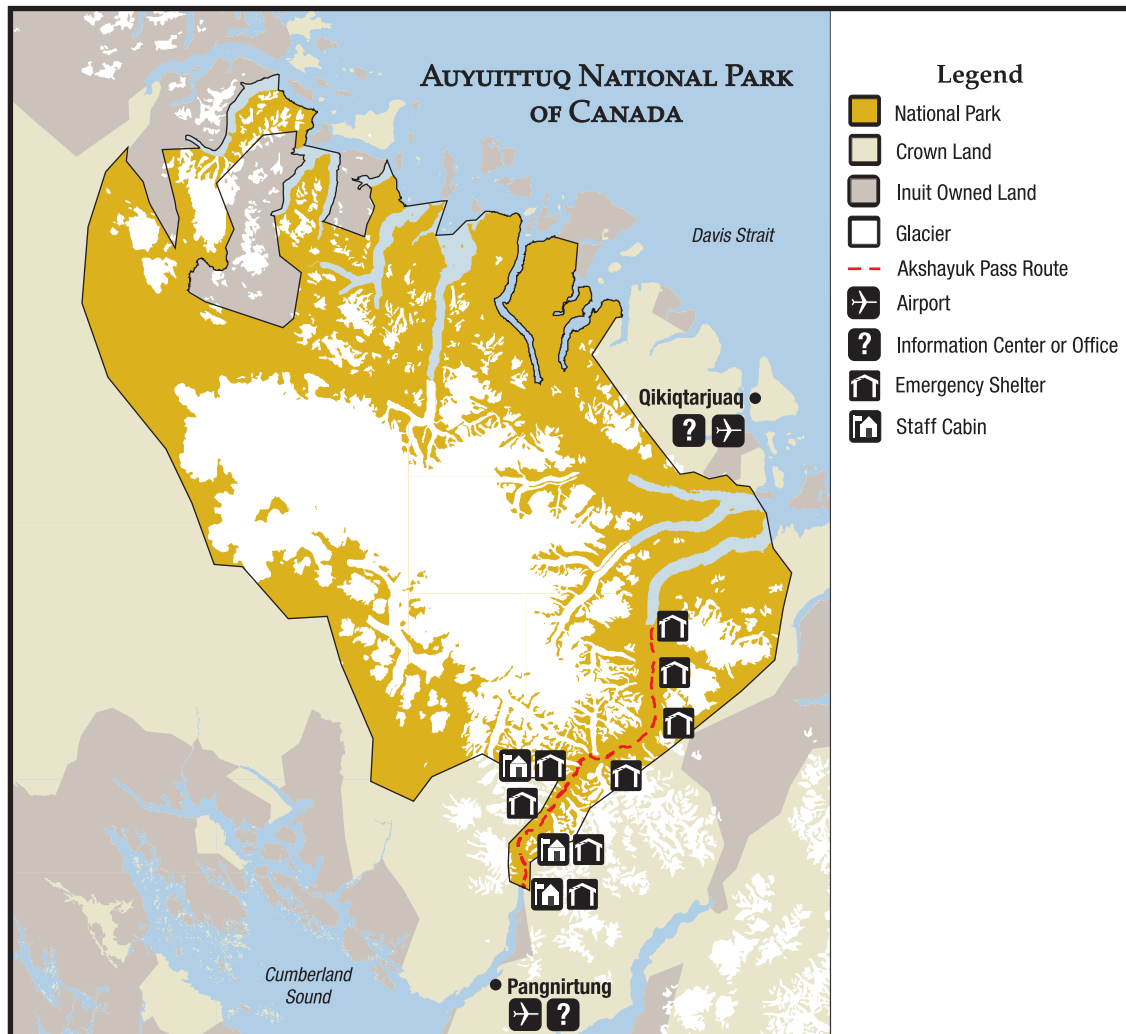 AUYUITTUQ NATIONAL PARK
OF CANADA
Davis Strait
Qikiqtarjuaq
?
Cumberland
Sound
Pangnirtung
?
Legend
National Park
Crown Land
Inuit Owned Land
Glacier
Akshayuk Pass Route
Airport
? Information Center or Office
Emergency Shelter
Staff Cabin